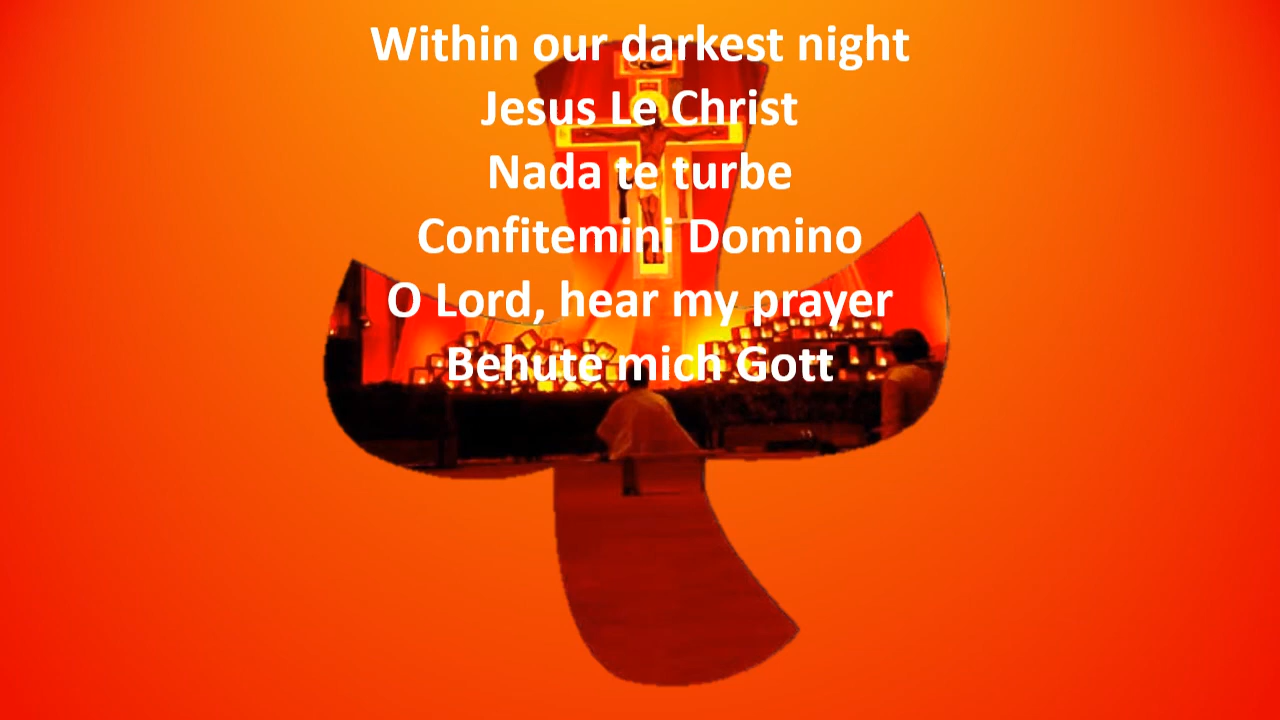 Within our darkest night
Jesus Le Christ
Nada te turbe
Confitemini Domino
O Lord, hear my prayer
Behute mich Gott